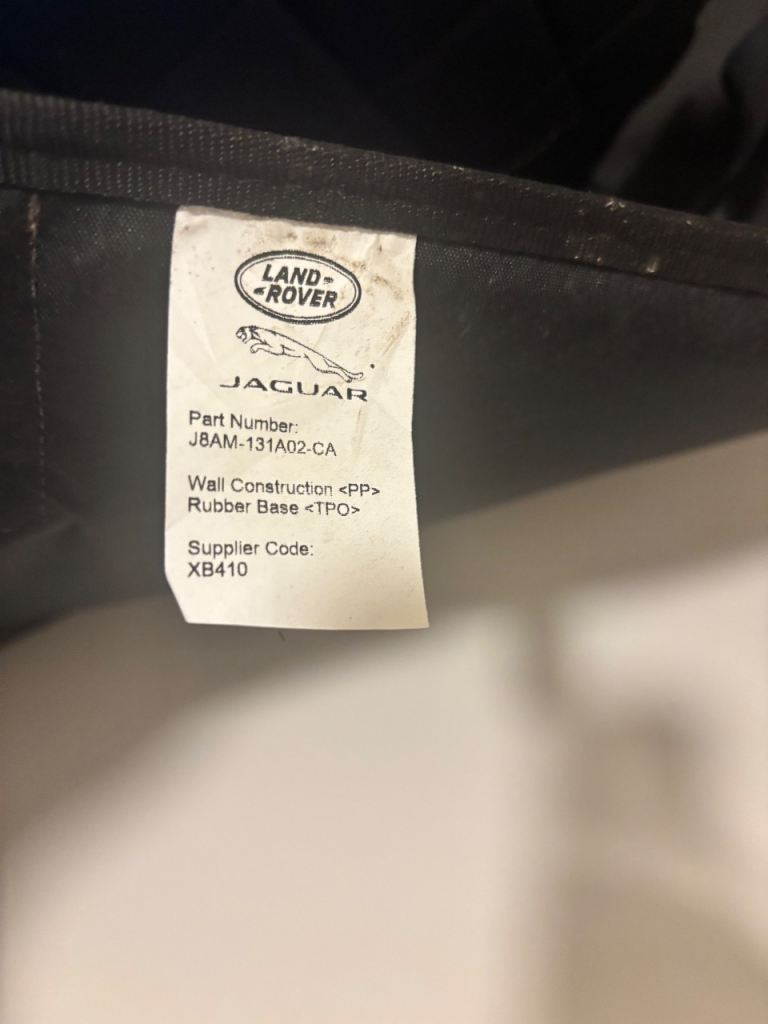 LAND-
-ROVER
JAGUAR
Part Number:
J8AM-131A02-CA
Wall Construction <PP>
Rubber Base <TPO>
Supplier Code:
XB410